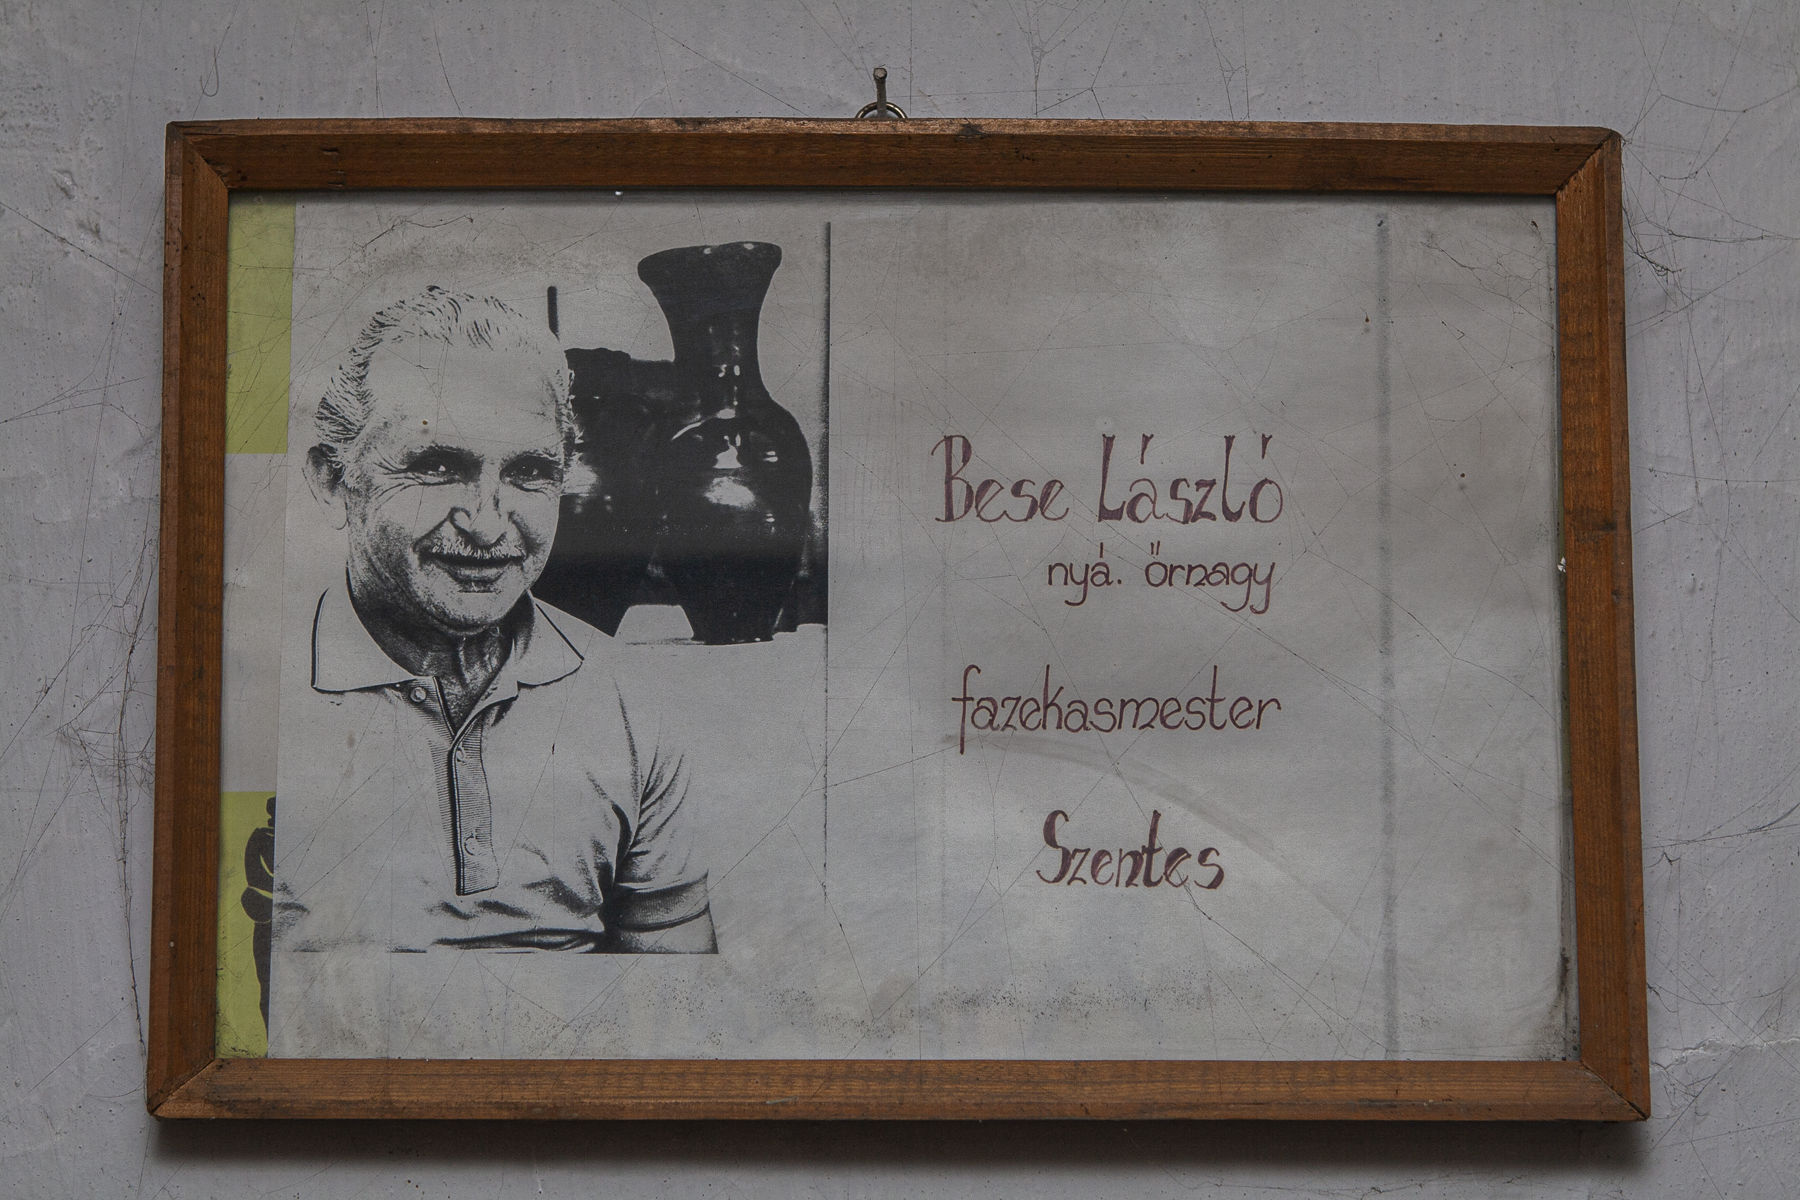 Bese László
nyá. őrnagy
fazekasmester
Szentes